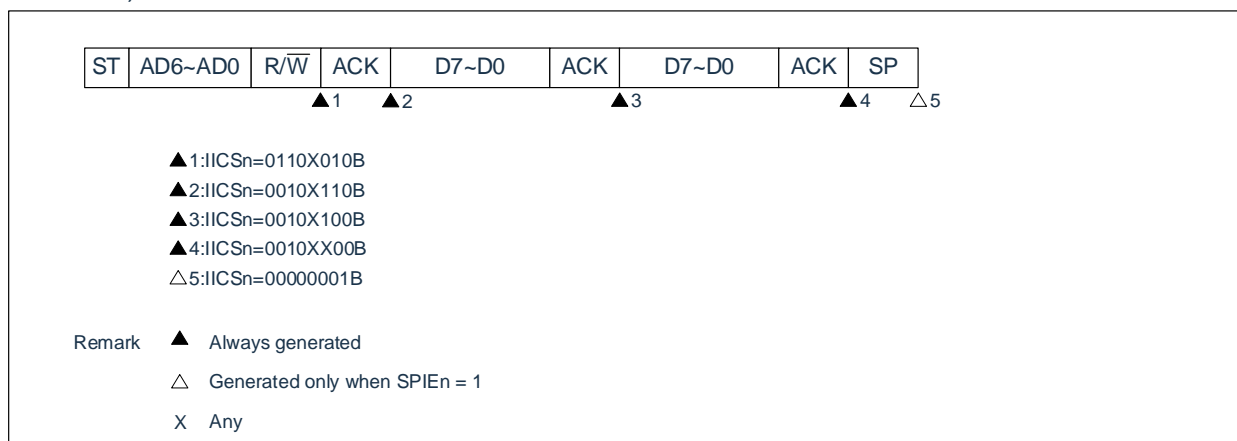 ST AD6~AD0 R/W̅ ACK D7~D0 ACK D7~D0 ACK SP
▲1 ▲2 ▲3 ▲4 △5
▲1:IICSn=0110X010B
▲2:IICSn=0010X110B
▲3:IICSn=0010X100B
▲4:IICSn=0010XX00B
△5:IICSn=00000001B
Remark ▲ Always generated
△ Generated only when SPIEn = 1
X Any